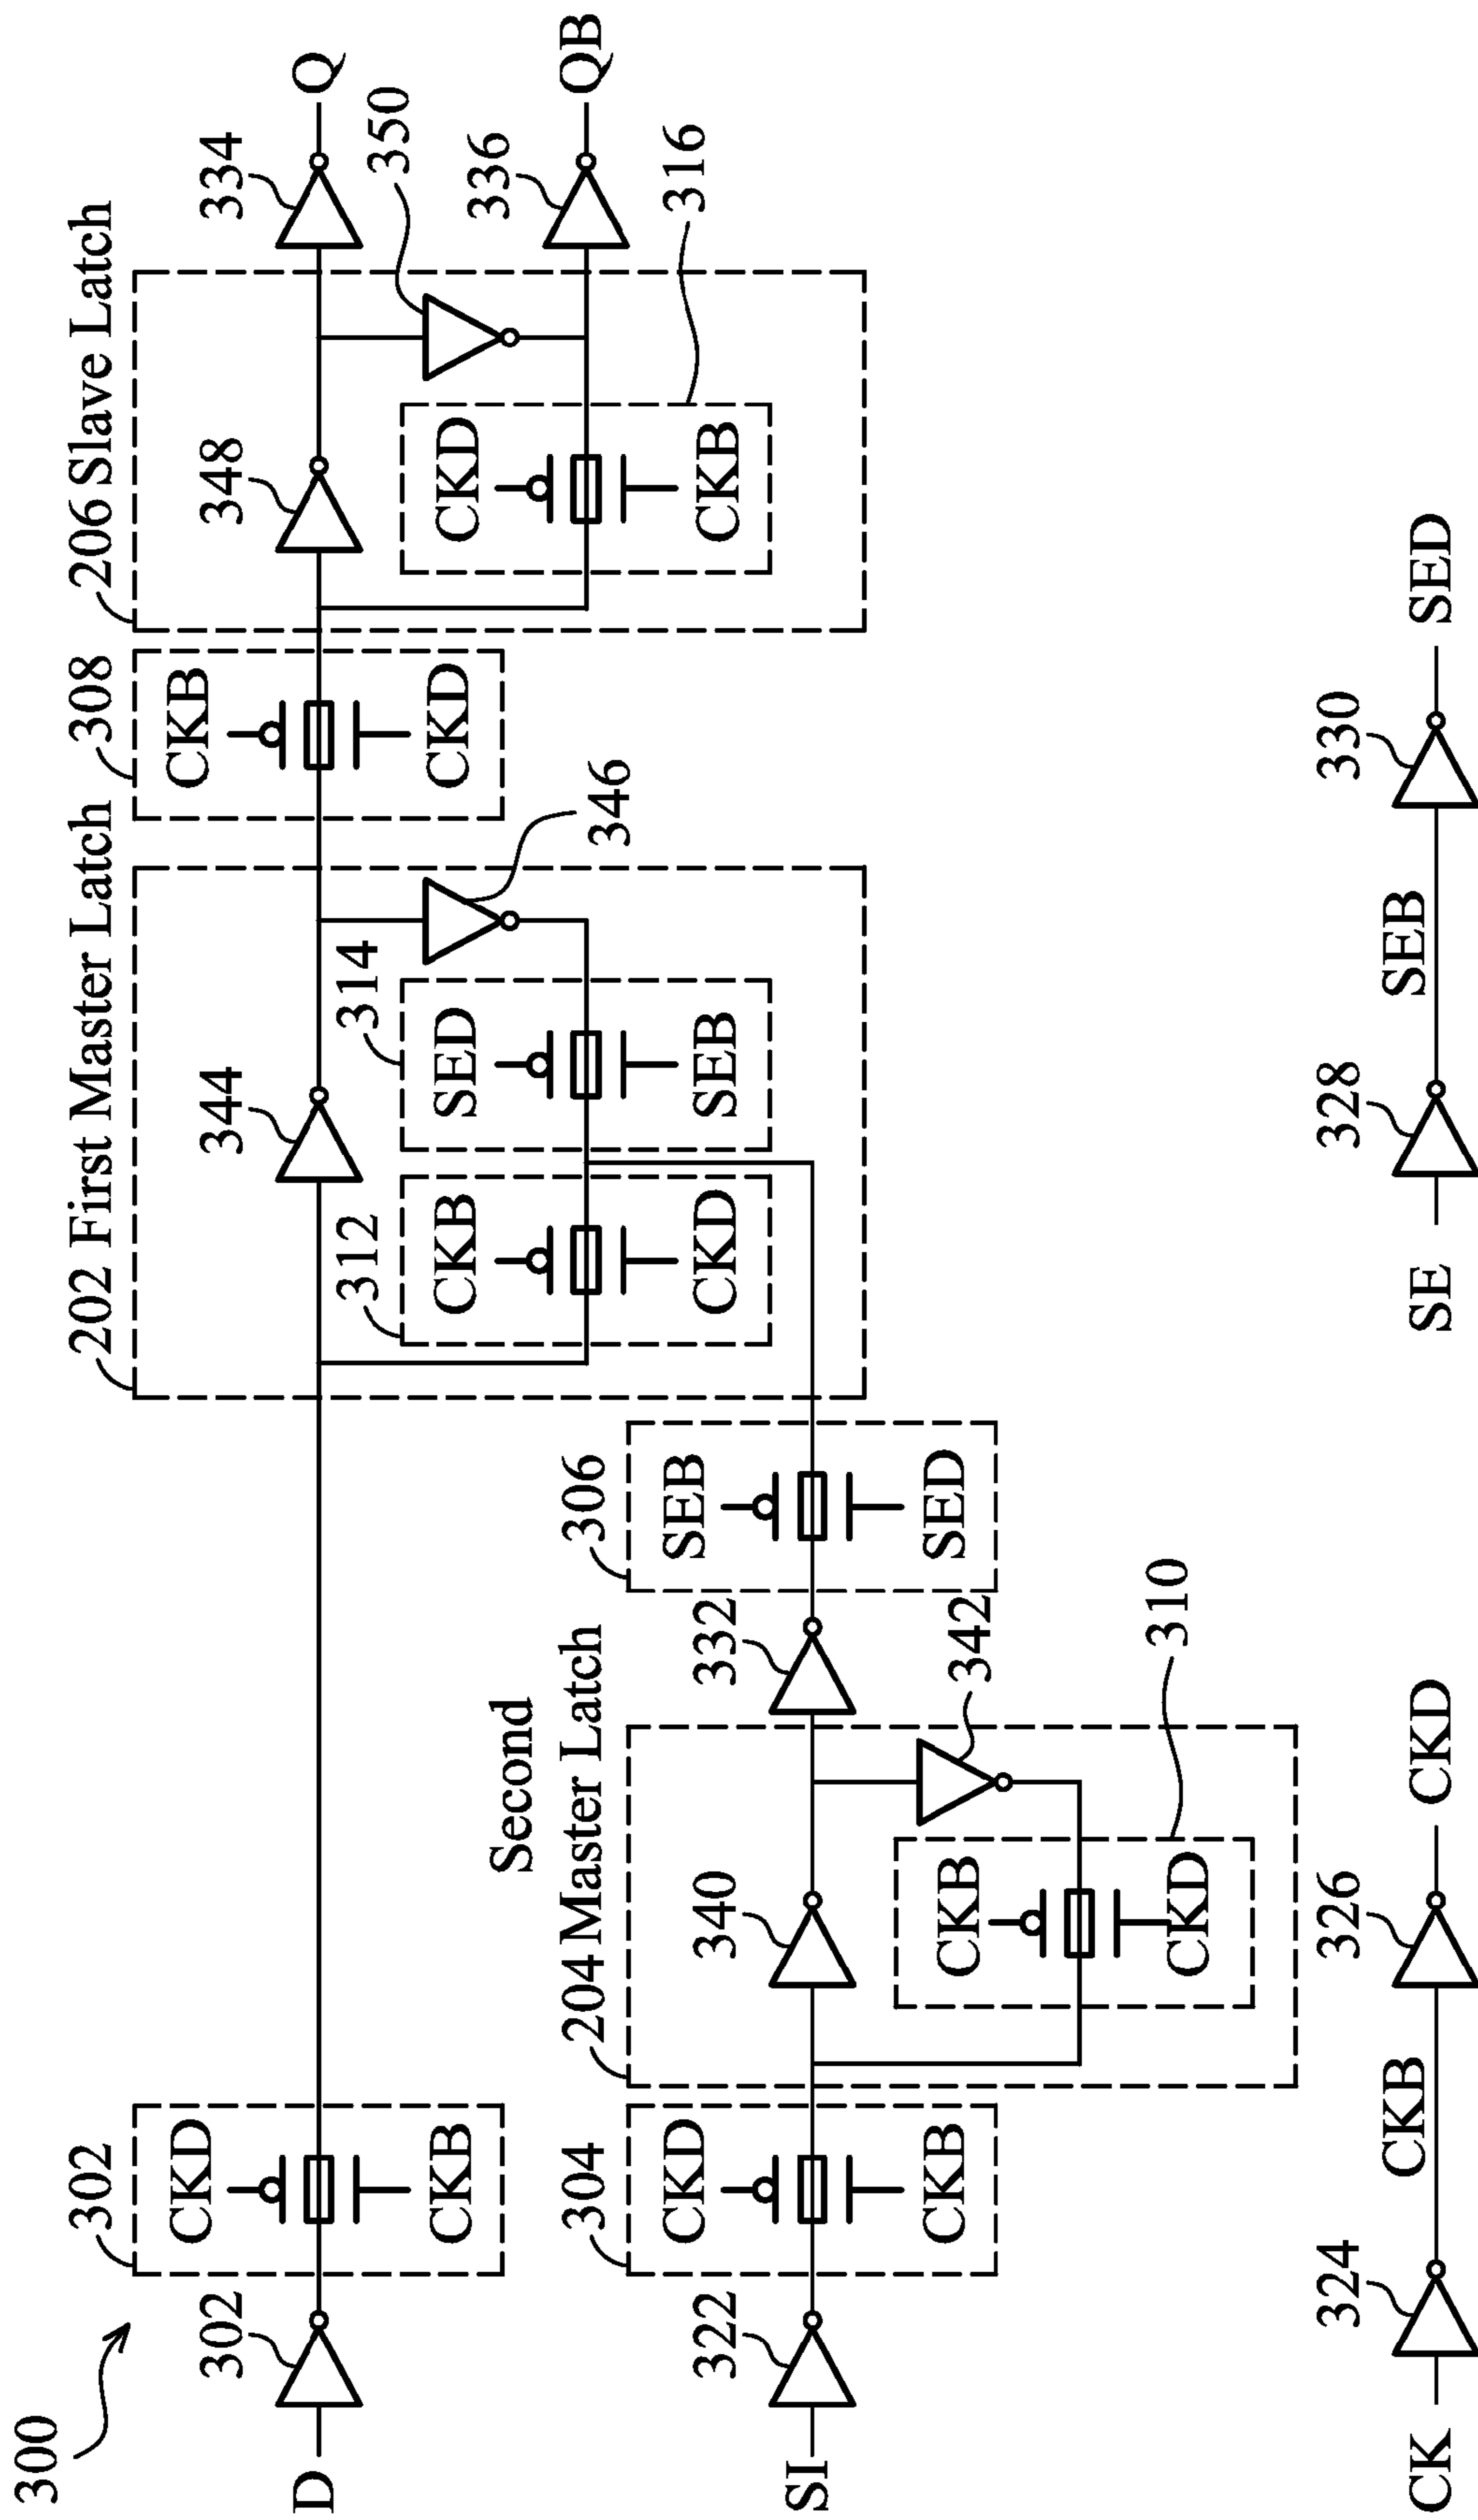 300
302
302
202 First Master Latch
308
206 Slave Latch
334
D
CKD
CKB
344
CKB
CKD
348
Q
350
312
CKB
CKD
314
SED
SEB
346
CKD
CKB
336
QB
316
322
304
204 Master Latch
Second
332
306
SI
CKD
CKB
340
342
SEB
SED
CKB
CKD
310
324
326
328
330
CK
CKB
CKD
SE
SEB
SED